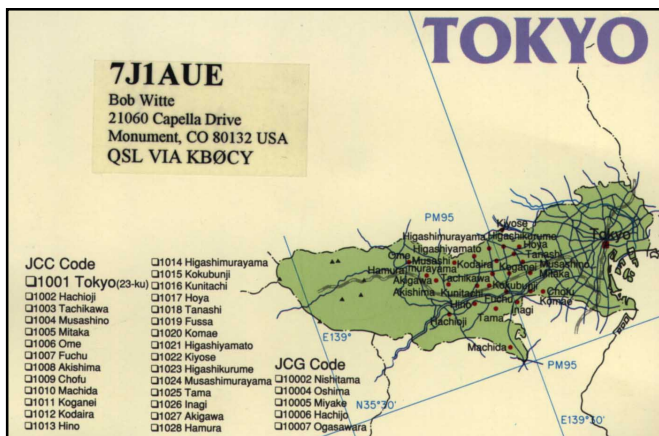 TOKYO
7J1AUE
Bob Witte
21060 Capella Drive
Monument, CO 80132 USA
QSL VIA KBØCY
PM95
Kiyose
Higashimurayama
Higashikurume
Higashiyamato
Hoya
Tokyo
Ome
Musashi
Tanashi
Hamura
murayama
Kodaira
Koganei
Musashino
Mitaka
Akigawa
Tachikawa
Kokubunji
Akishima
Kunitachi
Chofu
Hino
Fuchu
Komae
Inagi
Hachioji
Tama
Machida
E139°
PM95
N35°30'
E139°30'
JCC Code
❑1001 Tokyo(23-ku)
❑1002 Hachioji
❑1003 Tachikawa
❑1004 Musashino
❑1005 Mitaka
❑1006 Ome
❑1007 Fuchu
❑1008 Akishima
❑1009 Chofu
❑1010 Machida
❑1011 Koganei
❑1012 Kodaira
❑1013 Hino
❑1014 Higashimurayama
❑1015 Kokubunji
❑1016 Kunitachi
❑1017 Hoya
❑1018 Tanashi
❑1019 Fussa
❑1020 Komae
❑1021 Higashiyamato
❑1022 Kiyose
❑1023 Higashikurume
❑1024 Musashimurayama
❑1025 Tama
❑1026 Inagi
❑1027 Akigawa
❑1028 Hamura
JCG Code
❑10002 Nishitama
❑10004 Oshima
❑10005 Miyake
❑10006 Hachijo
❑10007 Ogasawara